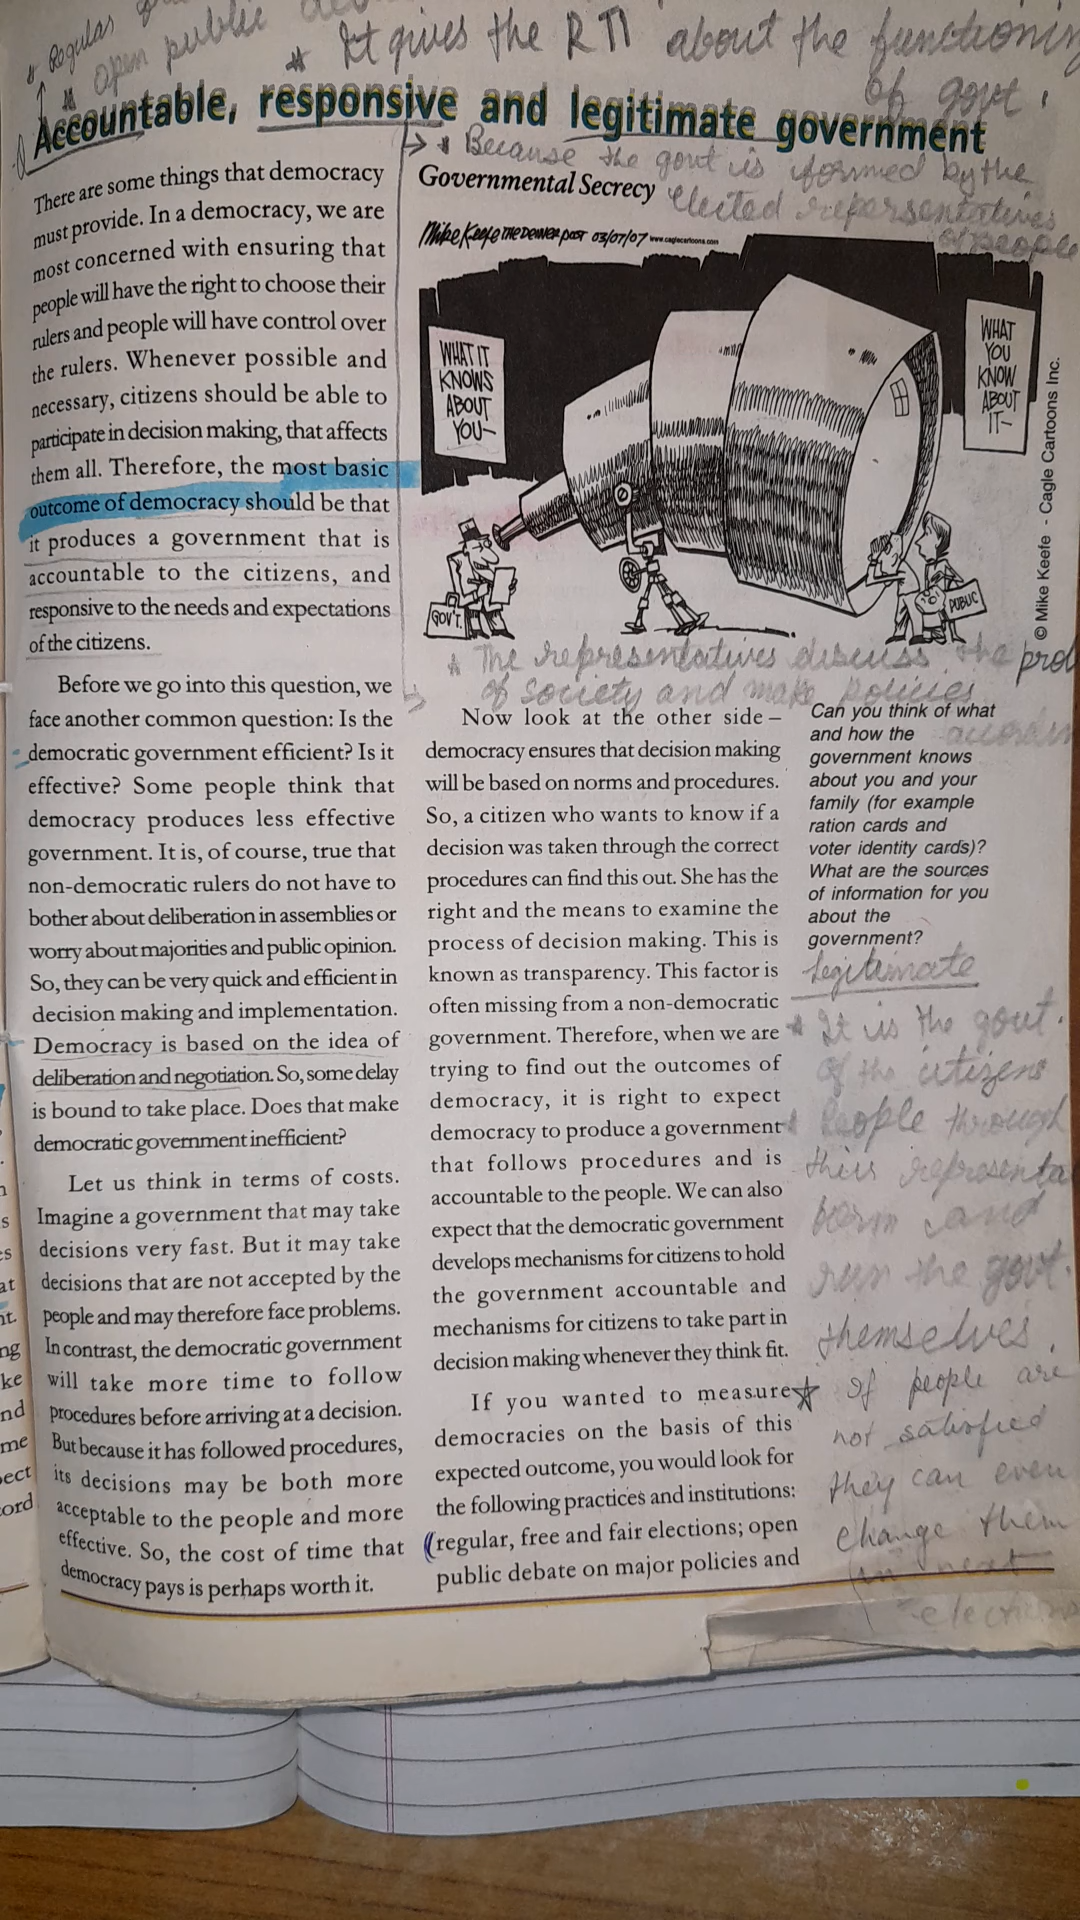 * Regular
* open public
* It gives the RTI about the functioning
of govt.
Accountable, responsive and legitimate government
* Because the govt is formed by the
elected repersentatives
of people
There are some things that democracy
must provide. In a democracy, we are
most concerned with ensuring that
people will have the right to choose their
rulers and people will have control over
the rulers. Whenever possible and
necessary, citizens should be able to
participate in decision making, that affects
them all. Therefore, the most basic
outcome of democracy should be that
it produces a government that is
accountable to the citizens, and
responsive to the needs and expectations
of the citizens.
Before we go into this question, we
face another common question: Is the
democratic government efficient? Is it
effective? Some people think that
democracy produces less effective
government. It is, of course, true that
non-democratic rulers do not have to
bother about deliberation in assemblies or
worry about majorities and public opinion.
So, they can be very quick and efficient in
decision making and implementation.
Democracy is based on the idea of
deliberation and negotiation. So, some delay
is bound to take place. Does that make
democratic government inefficient?
Let us think in terms of costs.
Imagine a government that may take
decisions very fast. But it may take
decisions that are not accepted by the
people and may therefore face problems.
In contrast, the democratic government
will take more time to follow
procedures before arriving at a decision.
But because it has followed procedures,
its decisions may be both more
acceptable to the people and more
effective. So, the cost of time that
democracy pays is perhaps worth it.
Governmental Secrecy
Mike Keefe THE DENVER POST 03/07/07 www.caglecartoons.com
WHAT IT
KNOWS
ABOUT
YOU-
WHAT
YOU
KNOW
ABOUT
IT-
GOV'T.
PUBLIC
© Mike Keefe - Cagle Cartoons Inc.
* The representatives discuss the
of society and make policies
Now look at the other side –
democracy ensures that decision making
will be based on norms and procedures.
So, a citizen who wants to know if a
decision was taken through the correct
procedures can find this out. She has the
right and the means to examine the
process of decision making. This is
known as transparency. This factor is
often missing from a non-democratic
government. Therefore, when we are
trying to find out the outcomes of
democracy, it is right to expect
democracy to produce a government
that follows procedures and is
accountable to the people. We can also
expect that the democratic government
develops mechanisms for citizens to hold
the government accountable and
mechanisms for citizens to take part in
decision making whenever they think fit.
If you wanted to measure
democracies on the basis of this
expected outcome, you would look for
the following practices and institutions:
(regular, free and fair elections; open
public debate on major policies and
Can you think of what
and how the
government knows
about you and your
family (for example
ration cards and
voter identity cards)?
What are the sources
of information for you
about the
government?
legitimate
* It is the govt.
of the citizens
* People through
representa
and
run the govt.
themselves.
* If people are
not satisfied
they can even
change them
in next
elections